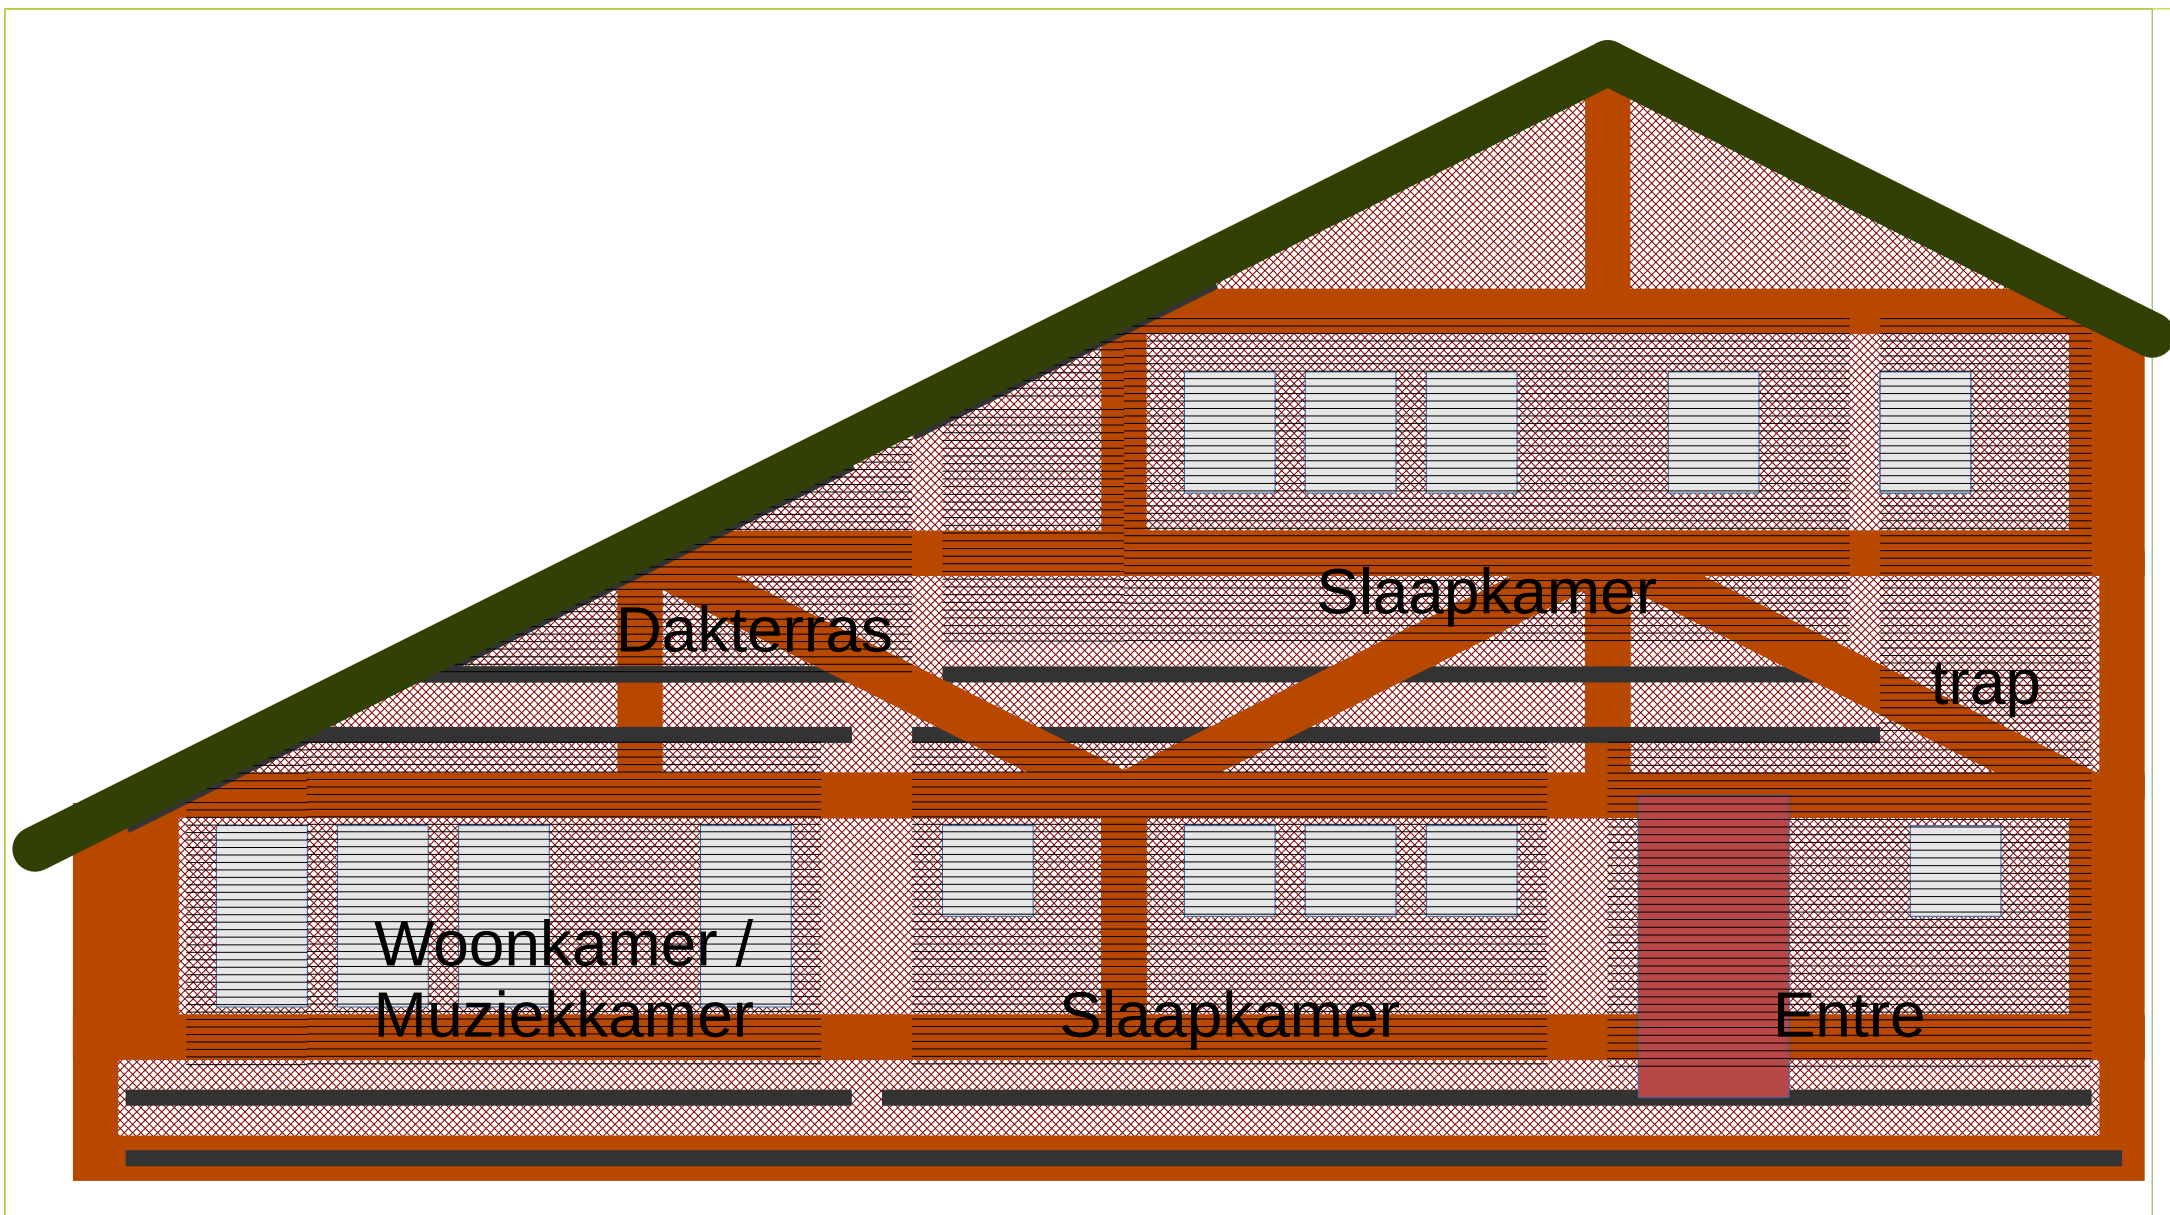 Slaapkamer
Dakterras
trap
Woonkamer /
Muziekkamer
Slaapkamer
Entre